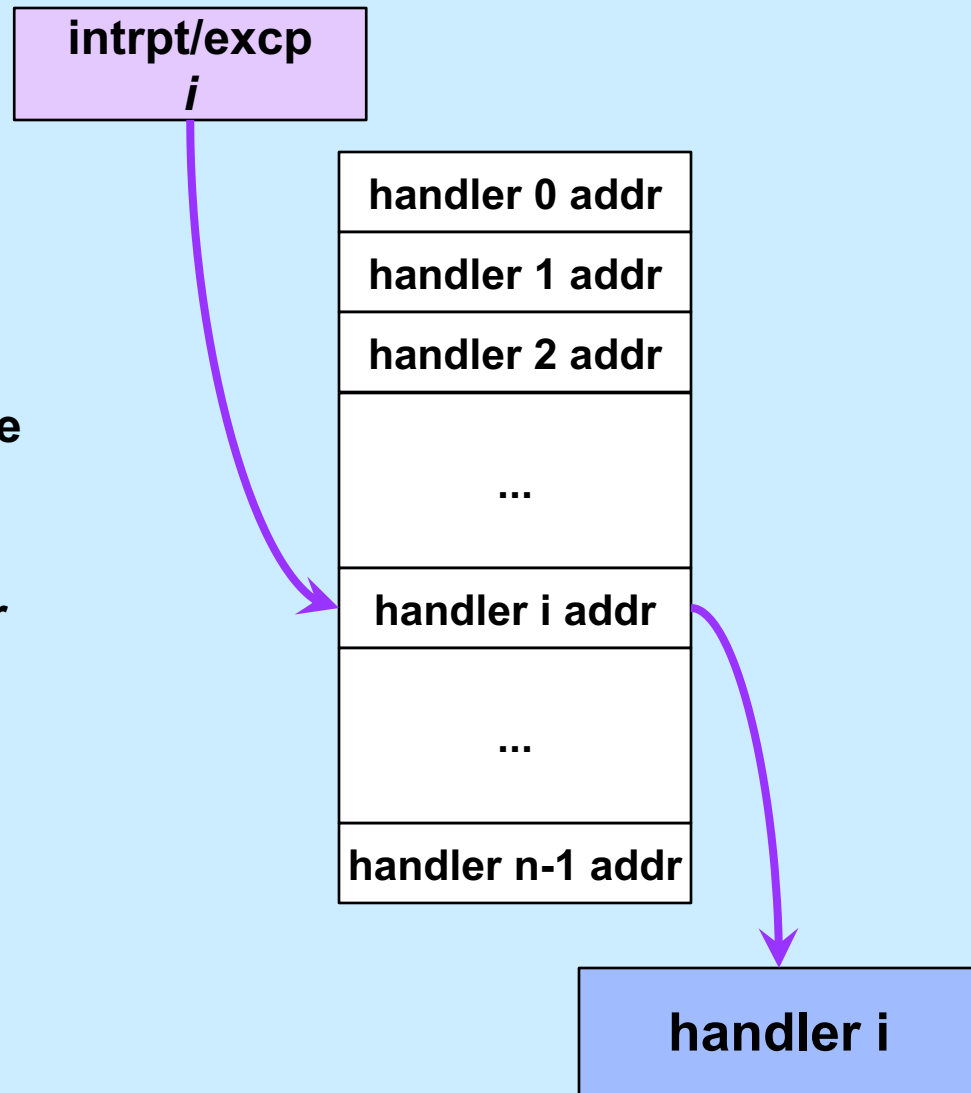 intrpt/excp
i
handler 0 addr
handler 1 addr
handler 2 addr
...
handler i addr
...
handler n-1 addr
handler i